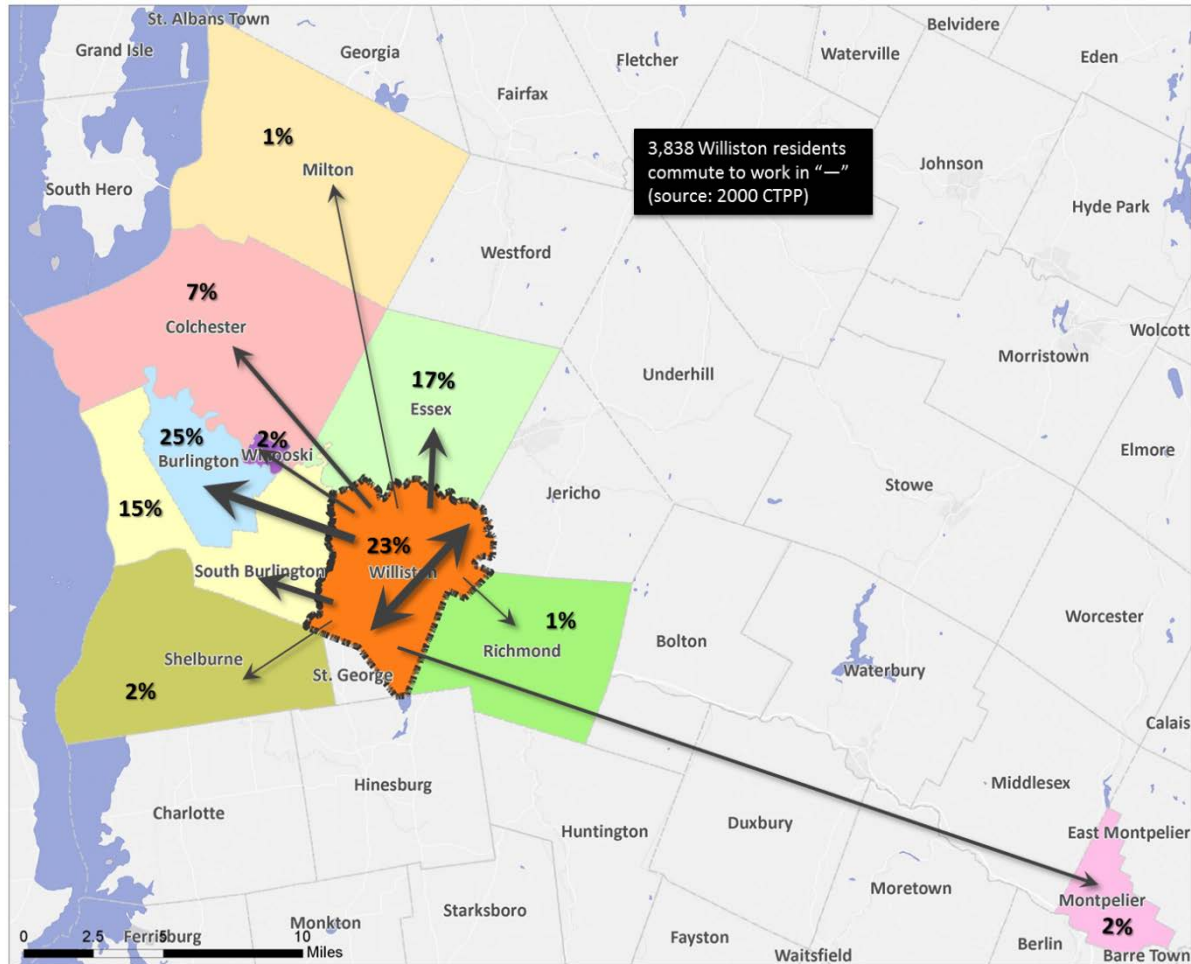 St. Albans Town
Grand Isle
Georgia
Fletcher
Waterville
Belvidere
Eden
Fairfax
1%
Milton
3,838 Williston residents
commute to work in “—”
(source: 2000 CTPP)
Johnson
South Hero
Hyde Park
Westford
7%
Colchester
Wolcott
Morristown
17%
Essex
Underhill
25%
Burlington
2%
Winooski
Elmore
15%
Jericho
Stowe
23%
Williston
South Burlington
1%
Richmond
Worcester
Bolton
Shelburne
St. George
Waterbury
2%
Calais
Hinesburg
Middlesex
Charlotte
Huntington
Duxbury
East Montpelier
Moretown
Montpelier
2%
Starksboro
Monkton
Ferrisburg
Fayston
Waitsfield
Berlin
Barre Town
0 2.5 5 10
Miles